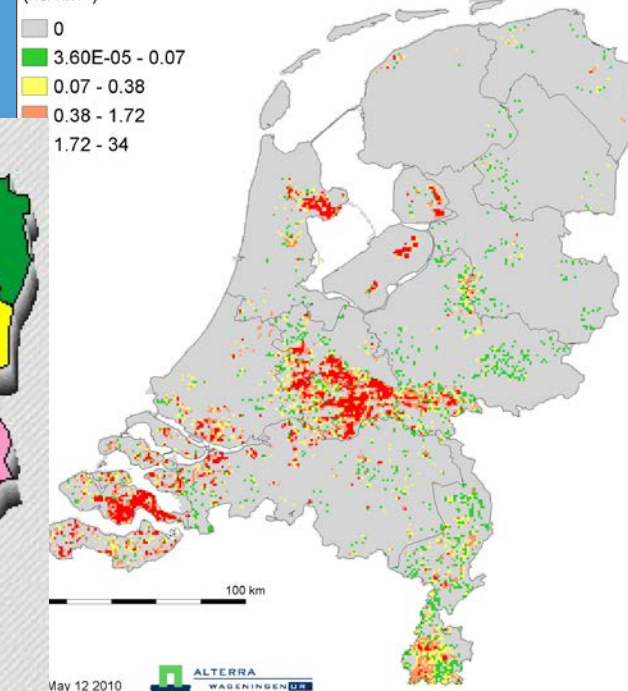 0
3.60E-05 - 0.07
0.07 - 0.38
0.38 - 1.72
1.72 - 34
100 km
May 12 2010
ALTERRA
WAGENINGEN UR